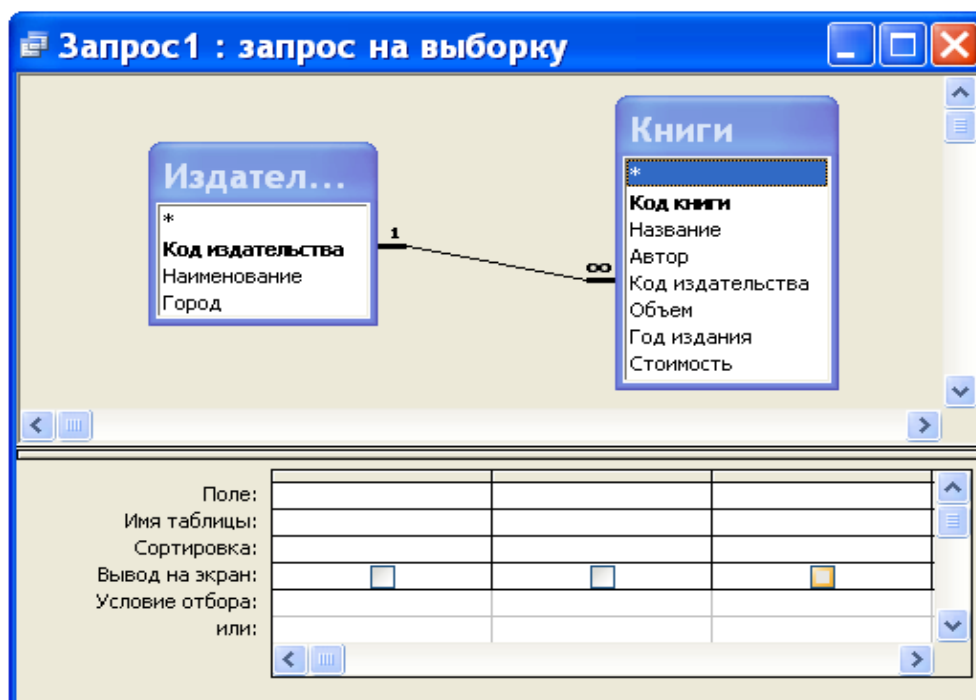 Запрос1 : запрос на выборку
Издател...
*
Код издательства
Наименование
Город
1
∞
Книги
*
Код книги
Название
Автор
Код издательства
Объем
Год издания
Стоимость
Поле:
Имя таблицы:
Сортировка:
Вывод на экран:
Условие отбора:
или: